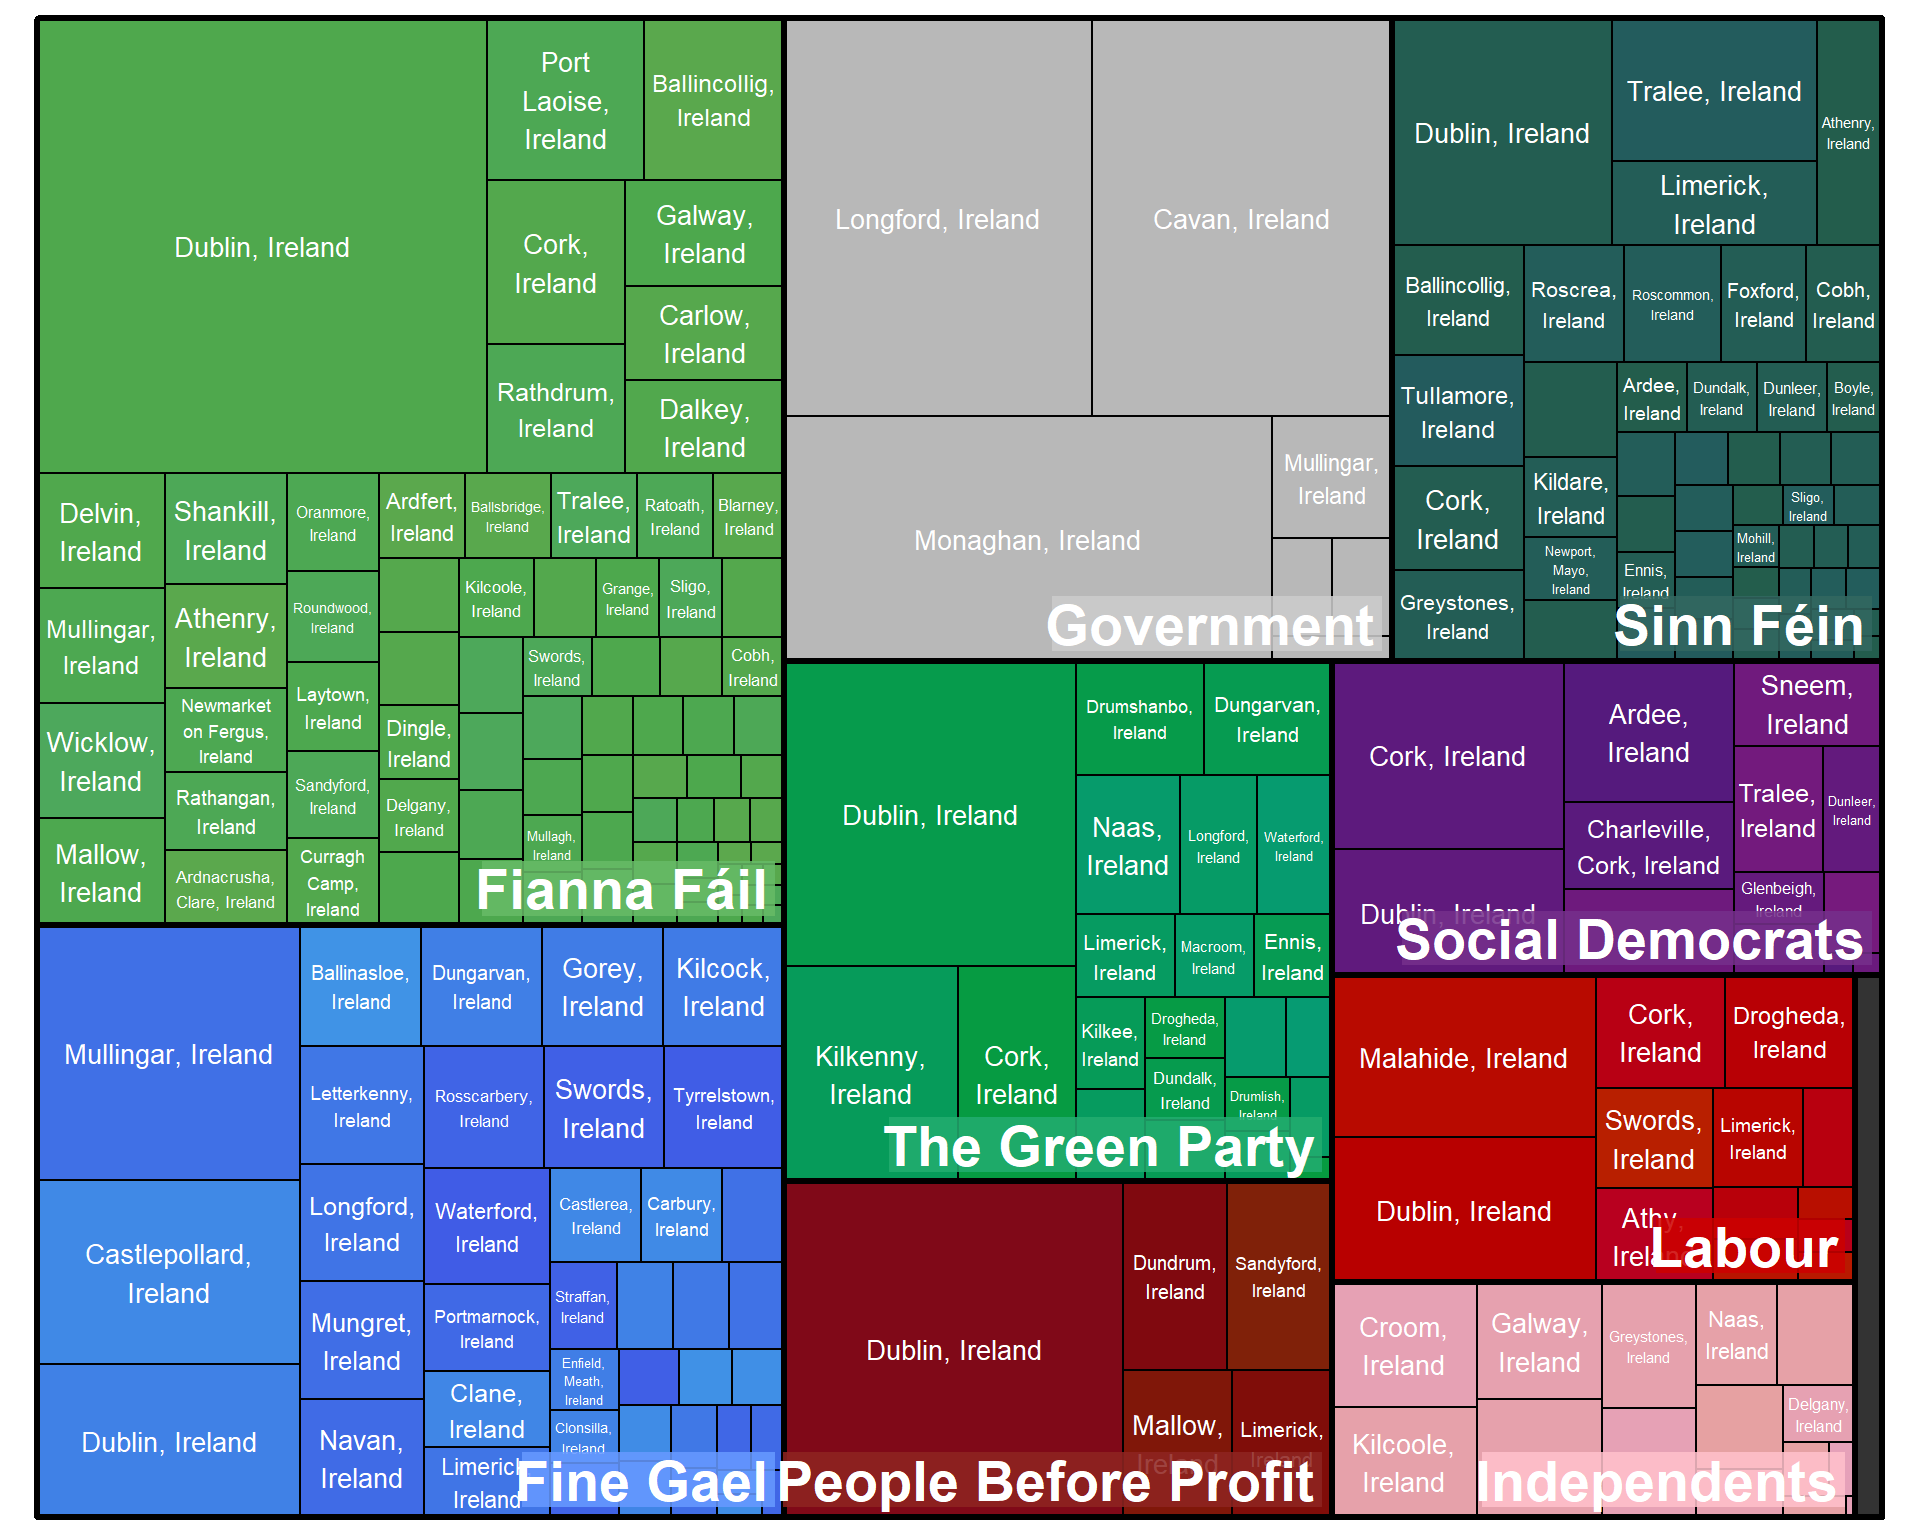 Dublin, Ireland
Port
Laoise,
Ireland
Ballincollig,
Ireland
Cork,
Ireland
Galway,
Ireland
Carlow,
Ireland
Rathdrum,
Ireland
Dalkey,
Ireland
Delvin,
Ireland
Shankill,
Ireland
Oranmore,
Ireland
Ardfert,
Ireland
Ballsbridge,
Ireland
Tralee,
Ireland
Ratoath,
Ireland
Blarney,
Ireland
Mullingar,
Ireland
Athenry,
Ireland
Roundwood,
Ireland
Kilcoole,
Ireland
Grange,
Ireland
Sligo,
Ireland
Swords,
Ireland
Cobh,
Ireland
Wicklow,
Ireland
Newmarket
on Fergus,
Ireland
Laytown,
Ireland
Dingle,
Ireland
Rathangan,
Ireland
Sandyford,
Ireland
Delgany,
Ireland
Mallow,
Ireland
Ardnacrusha,
Clare, Ireland
Curragh
Camp,
Ireland
Mullagh,
Ireland
Fianna Fáil
Longford, Ireland
Cavan, Ireland
Monaghan, Ireland
Mullingar,
Ireland
Government
Dublin, Ireland
Tralee, Ireland
Athenry,
Ireland
Limerick,
Ireland
Ballincollig,
Ireland
Roscrea,
Ireland
Roscommon,
Ireland
Foxford,
Ireland
Cobh,
Ireland
Tullamore,
Ireland
Ardee,
Ireland
Dundalk,
Ireland
Dunleer,
Ireland
Boyle,
Ireland
Cork,
Ireland
Kildare,
Ireland
Sligo,
Ireland
Newport,
Mayo,
Ireland
Mohill,
Ireland
Ennis,
Ireland
Greystones,
Ireland
Sinn Féin
Mullingar, Ireland
Ballinasloe,
Ireland
Dungarvan,
Ireland
Gorey,
Ireland
Kilcock,
Ireland
Letterkenny,
Ireland
Rosscarbery,
Ireland
Swords,
Ireland
Tyrrelstown,
Ireland
Castlepollard,
Ireland
Longford,
Ireland
Waterford,
Ireland
Castlerea,
Ireland
Carbury,
Ireland
Mungret,
Ireland
Portmarnock,
Ireland
Straffan,
Ireland
Enfield,
Meath,
Ireland
Dublin, Ireland
Navan,
Ireland
Clane,
Ireland
Clonsilla,
Ireland
Limerick,
Ireland
Fine Gael
Dublin, Ireland
Drumshanbo,
Ireland
Dungarvan,
Ireland
Naas,
Ireland
Longford,
Ireland
Waterford,
Ireland
Limerick,
Ireland
Macroom,
Ireland
Ennis,
Ireland
Kilkenny,
Ireland
Cork,
Ireland
Kilkee,
Ireland
Drogheda,
Ireland
Dundalk,
Ireland
Drumlish,
Ireland
The Green Party
Dublin, Ireland
Dundrum,
Ireland
Sandyford,
Ireland
Mallow,
Ireland
Limerick,
Ireland
People Before Profit
Cork, Ireland
Ardee,
Ireland
Sneem,
Ireland
Tralee,
Ireland
Dunleer,
Ireland
Charleville,
Cork, Ireland
Dublin, Ireland
Glenbeigh,
Ireland
Social Democrats
Malahide, Ireland
Cork,
Ireland
Drogheda,
Ireland
Swords,
Ireland
Limerick,
Ireland
Dublin, Ireland
Athy,
Ireland
Labour
Croom,
Ireland
Galway,
Ireland
Greystones,
Ireland
Naas,
Ireland
Delgany,
Ireland
Kilcoole,
Ireland
Independents